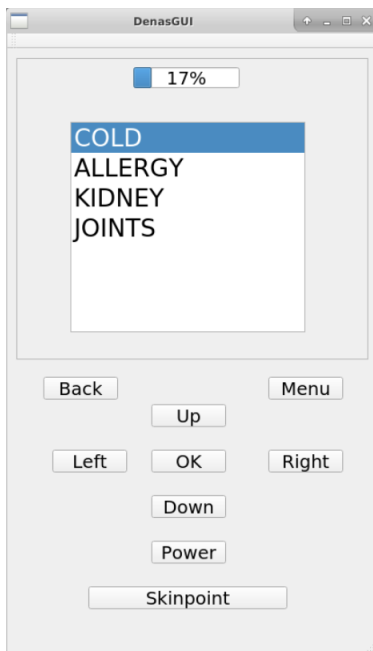 DenasGUI
17%
COLD
ALLERGY
KIDNEY
JOINTS
Back Menu
Up
Left OK Right
Down
Power
Skinpoint